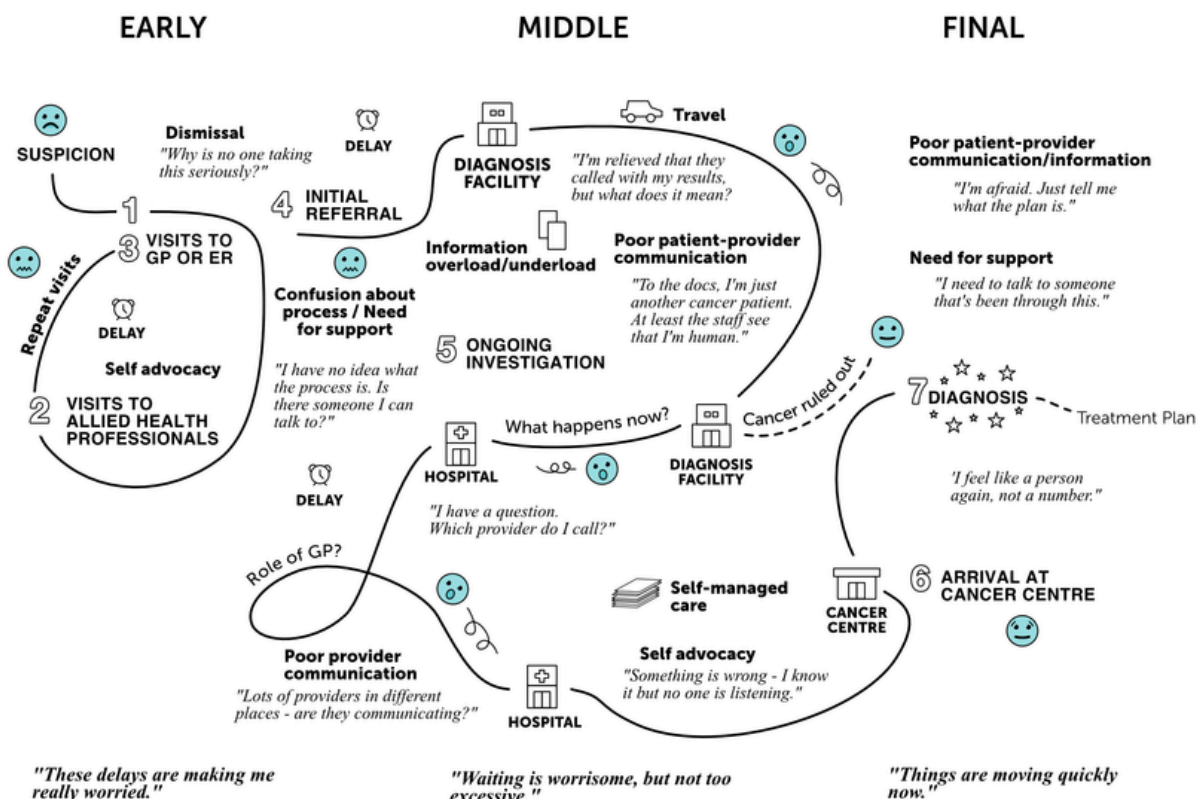 EARLY
MIDDLE
FINAL
SUSPICION
Dismissal
"Why is no one taking
this seriously?"
DELAY
1
3 VISITS TO
GP OR ER
Repeat visits
DELAY
Self advocacy
2 VISITS TO
ALLIED HEALTH
PROFESSIONALS
4 INITIAL
REFERRAL
Confusion about
process / Need
for support
"I have no idea what
the process is. Is
there someone I can
talk to?"
DELAY
DIAGNOSIS
FACILITY
Travel
"I'm relieved that they
called with my results,
but what does it mean?
Information
overload/underload
Poor patient-provider
communication
"To the docs, I'm just
another cancer patient.
At least the staff see
that I'm human."
5 ONGOING
INVESTIGATION
What happens now?
HOSPITAL
DIAGNOSIS
FACILITY
Cancer ruled out
"I have a question.
Which provider do I call?"
Role of GP?
Poor provider
communication
"Lots of providers in different
places - are they communicating?"
HOSPITAL
Self-managed
care
Self advocacy
"Something is wrong - I know
it but no one is listening."
CANCER
CENTRE
Poor patient-provider
communication/information
"I'm afraid. Just tell me
what the plan is."
Need for support
"I need to talk to someone
that's been through this."
7 DIAGNOSIS
Treatment Plan
'I feel like a person
again, not a number."
6 ARRIVAL AT
CANCER CENTRE
"These delays are making me
really worried."
"Waiting is worrisome, but not too
excessive."
"Things are moving quickly
now."